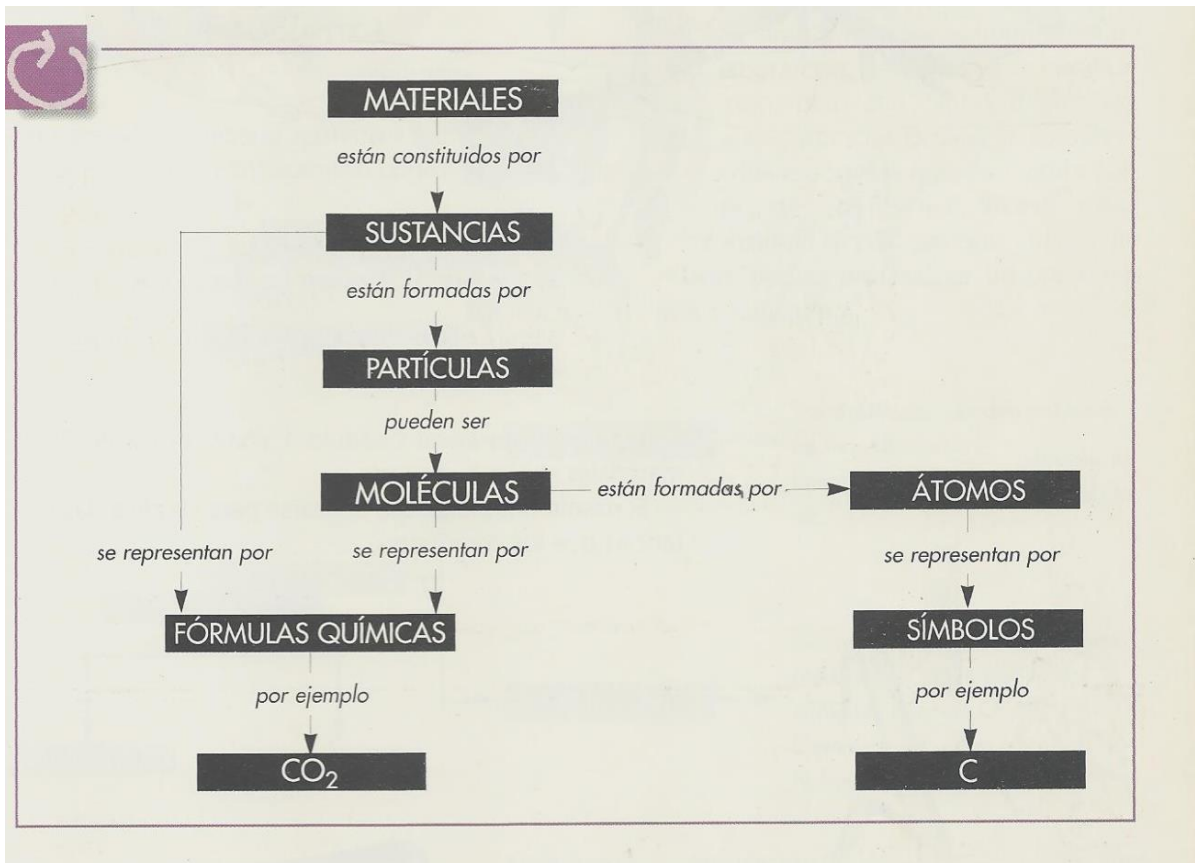 MATERIALES
están constituidos por
SUSTANCIAS
están formadas por
PARTÍCULAS
pueden ser
MOLÉCULAS están formadas por ÁTOMOS
se representan por se representan por se representan por
FÓRMULAS QUÍMICAS SÍMBOLOS
por ejemplo por ejemplo
CO₂ C